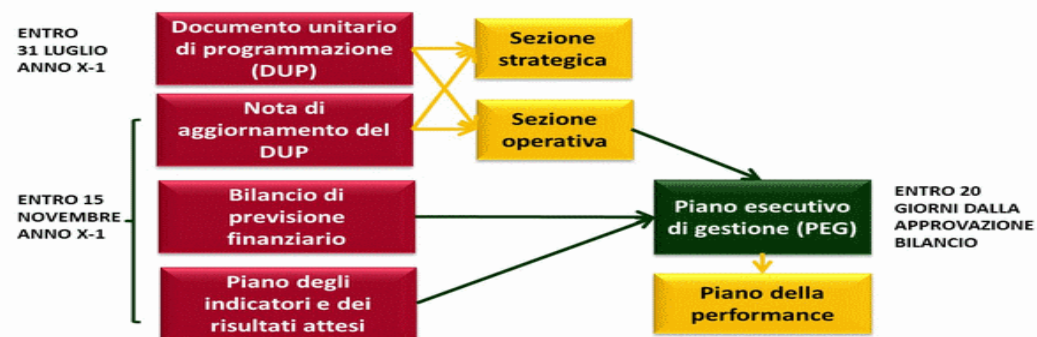 ENTRO
31 LUGLIO
ANNO X-1
Documento unitario
di programmazione
(DUP)
Sezione
strategica
Nota di
aggiornamento del
DUP
Sezione
operativa
ENTRO 15
NOVEMBRE
ANNO X-1
Bilancio di
previsione
finanziario
Piano esecutivo
di gestione (PEG)
ENTRO 20
GIORNI DALLA
APPROVAZIONE
BILANCIO
Piano degli
indicatori e dei
risultati attesi
Piano della
performance